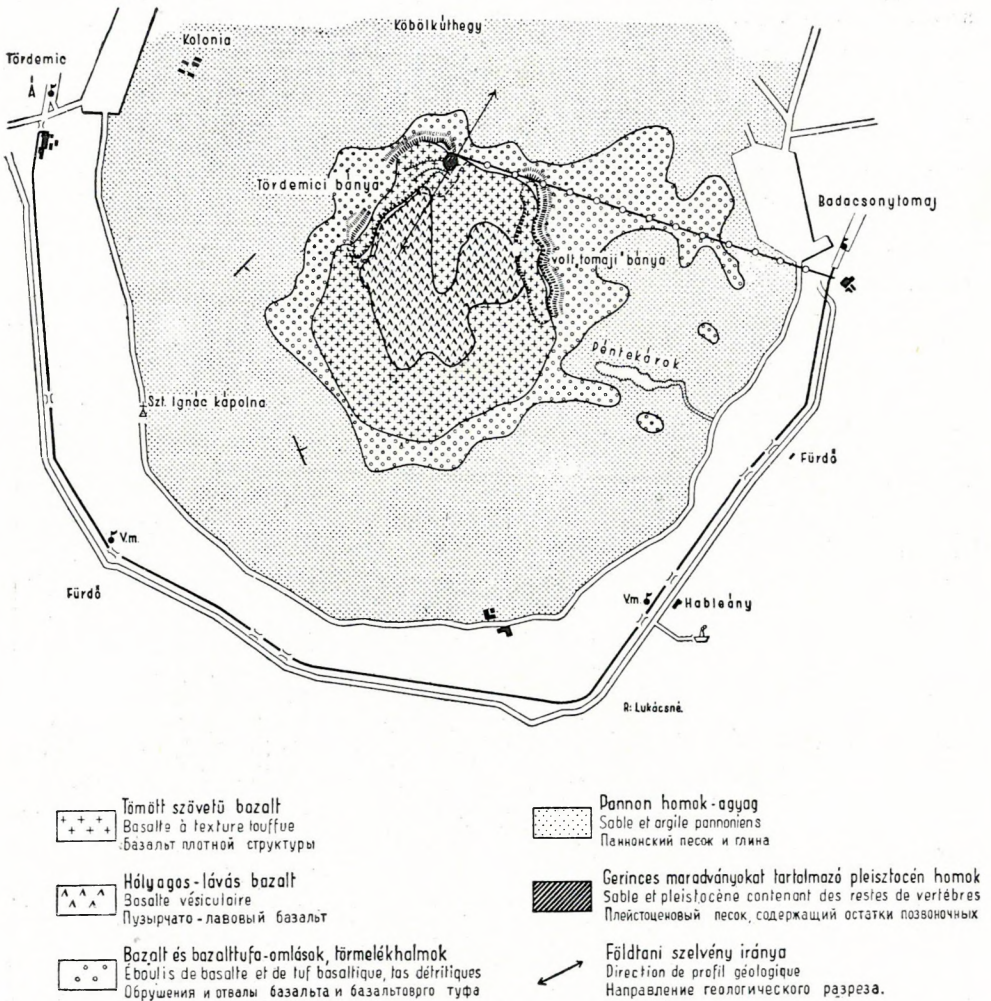 Köbölkúthegy
Kolonia
Tördemic
Á
Tördemici bánya
Badacsonytomaj
volt tomaji bánya
péntekárok
Szt. Ignác kápolna
Fürdő
V.m.
Fürdő
V.m.
Hableány
R: Lukácsné.
Tömött szövetű bazalt
Basalte à texture touffue
Базальт плотной структуры
Hólyagos-lávás bazalt
Basalte vésiculaire
Пузырчато-лавовый базальт
Bazalt és bazalttufa-omlások, törmelékhalmok
Éboulis de basalte et de tuf basaltique, tas détritiques
Обрушения и отвалы базальта и базальтоврго туфа
Pannon homok-agyag
Sable et argile pannoniens
Паннонский песок и глина
Gerinces maradványokat tartalmazó pleisztocén homok
Sable et pleistocène contenant des restes de vertèbres
Плейстоценовый песок, содержащий остатки позвоночных
Földtani szelvény iránya
Direction de profil géologique
Направление геологического разреза.